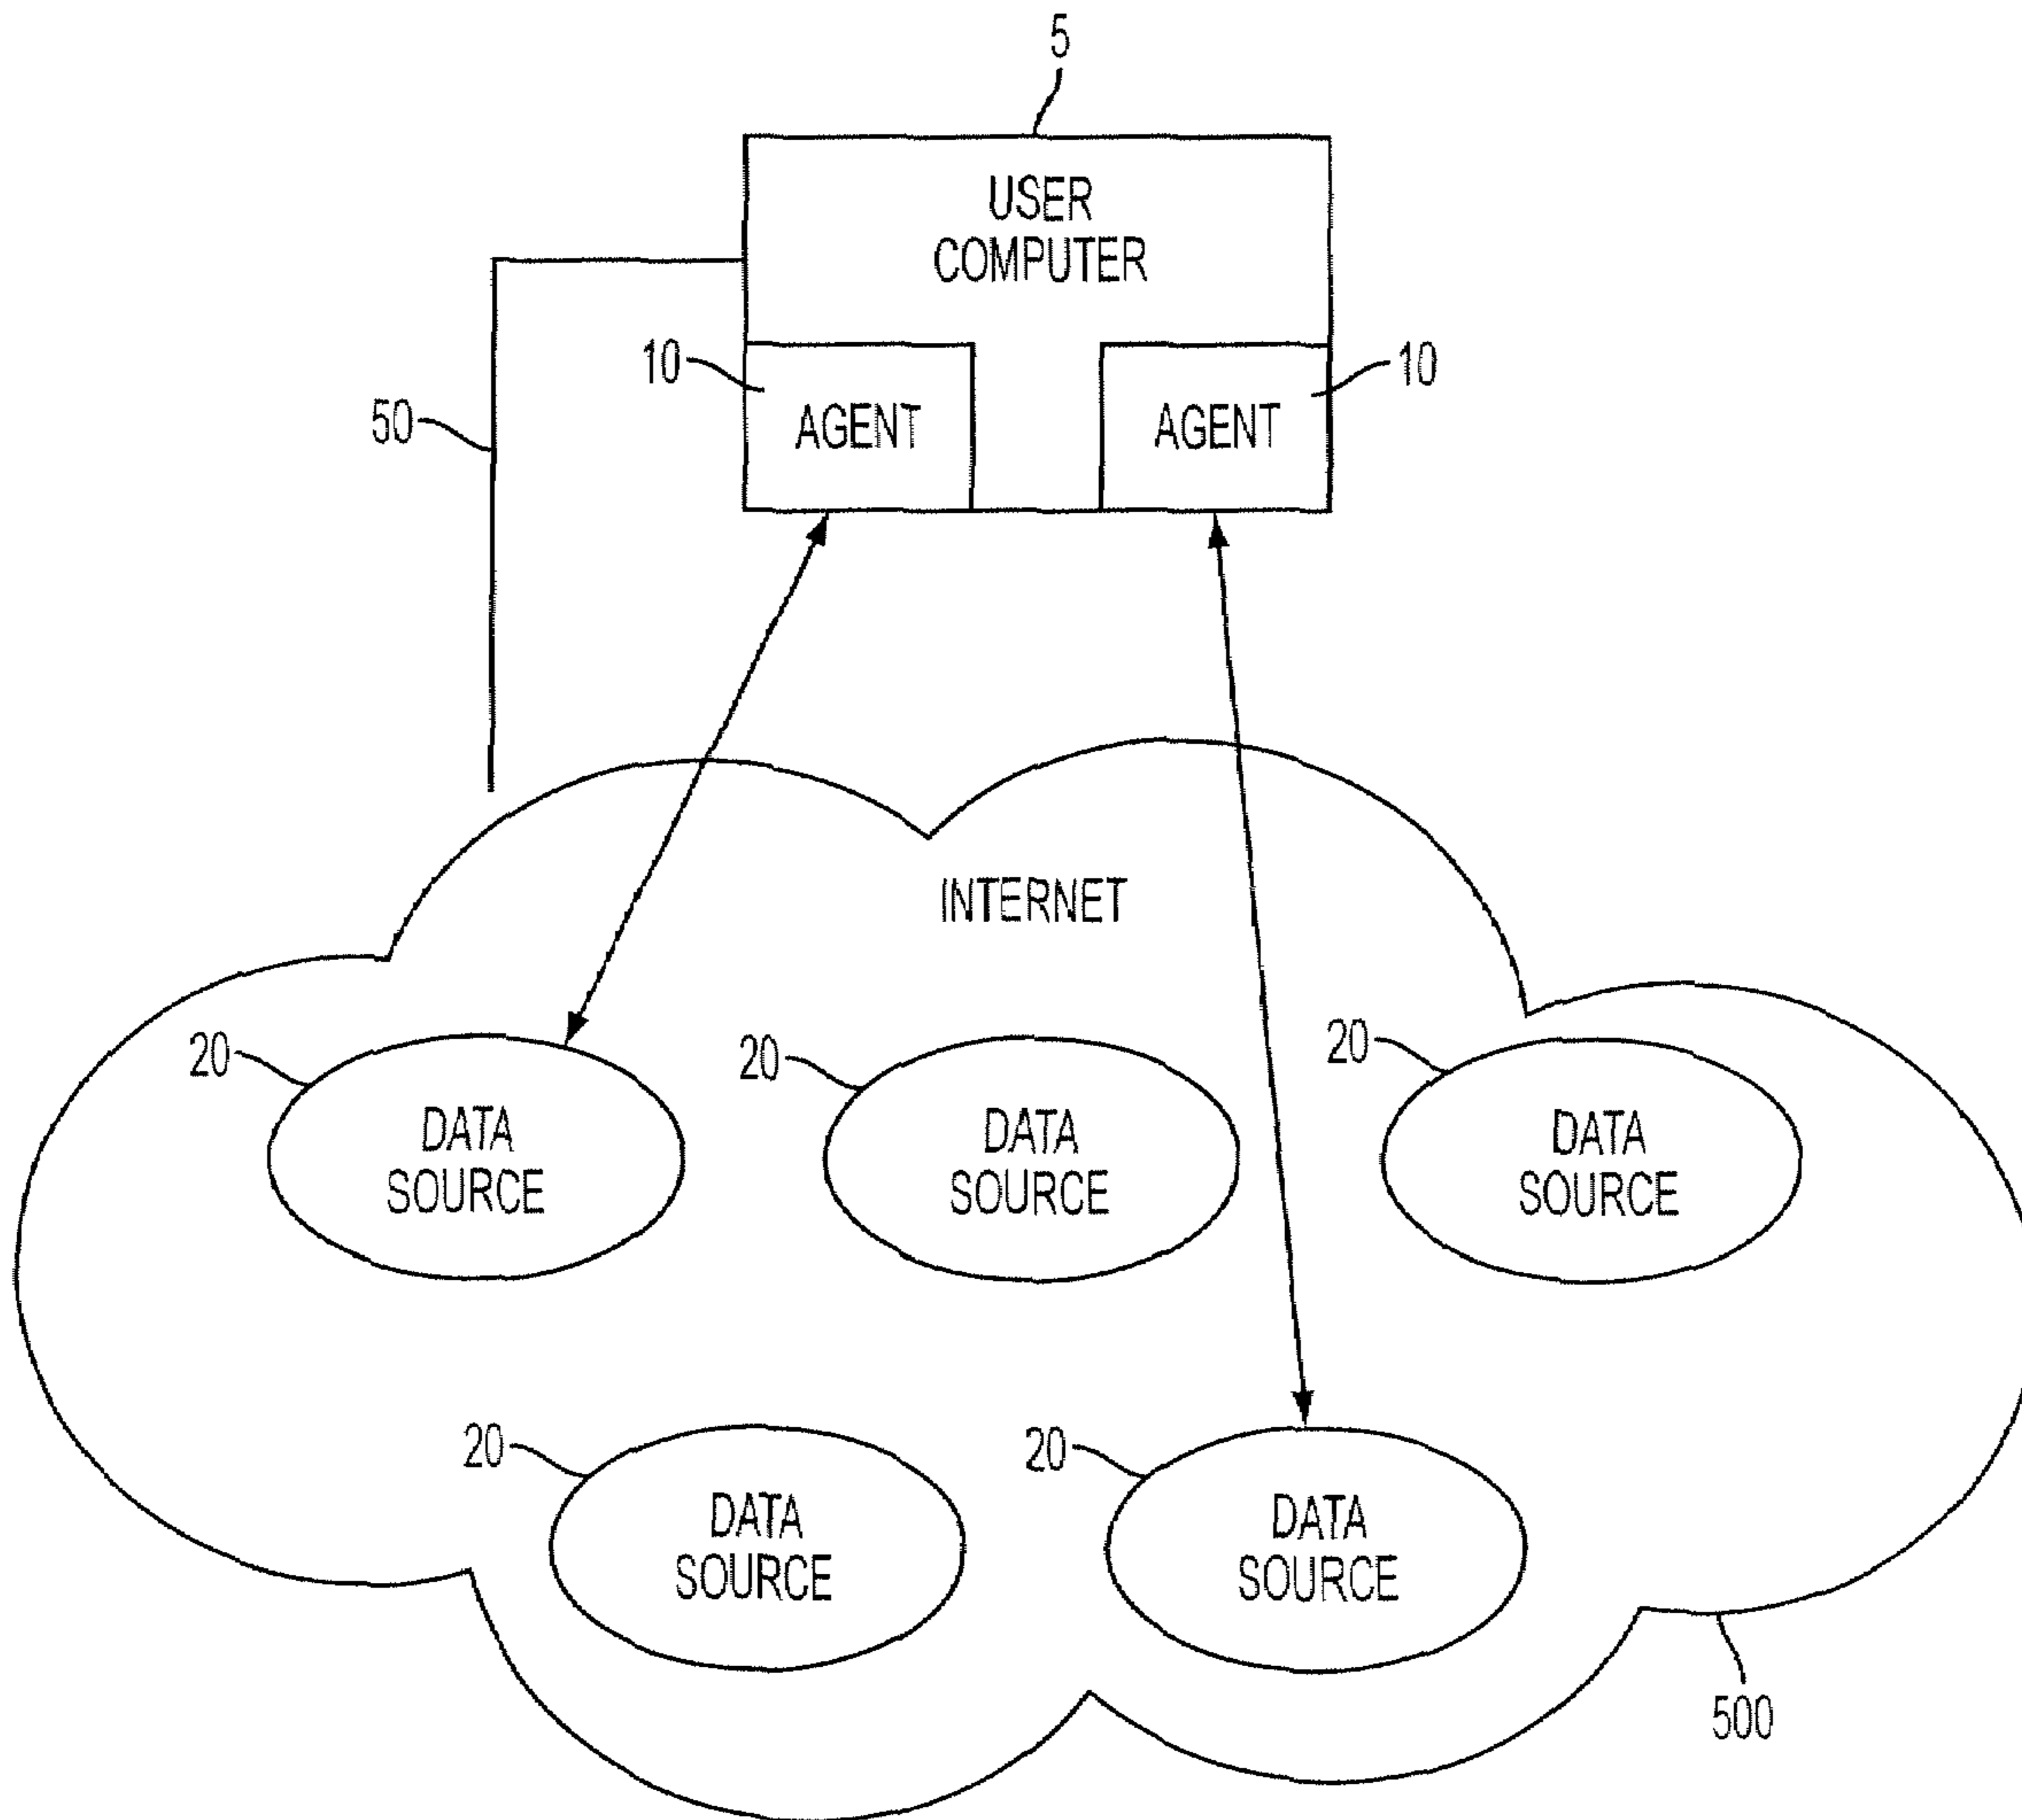 5
USER
COMPUTER
10
10
50
AGENT
AGENT
INTERNET
20
20
20
DATA
SOURCE
DATA
SOURCE
DATA
SOURCE
20
20
DATA
SOURCE
DATA
SOURCE
500